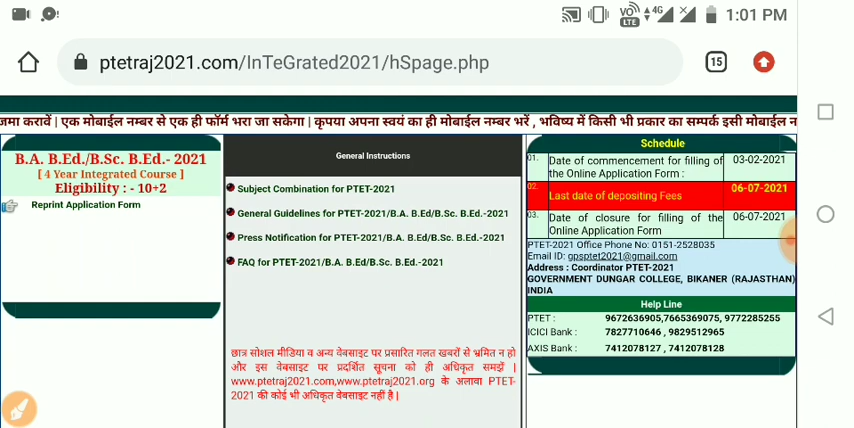 4G
VO))
LTE
1:01 PM
ptetraj2021.com/InTeGrated2021/hSpage.php
15
जमा करावें | एक मोबाईल नम्बर से एक ही फॉर्म भरा जा सकेगा | कृपया अपना स्वयं का ही मोबाईल नम्बर भरें , भविष्य में किसी भी प्रकार का सम्पर्क इसी मोबाईल न
B.A. B.Ed./B.Sc. B.Ed.- 2021
[ 4 Year Integrated Course ]
Eligibility : - 10+2
Reprint Application Form
General Instructions
Subject Combination for PTET-2021
General Guidelines for PTET-2021/B.A. B.Ed/B.Sc. B.Ed.-2021
Press Notification for PTET-2021/B.A. B.Ed/B.Sc. B.Ed.-2021
FAQ for PTET-2021/B.A. B.Ed/B.Sc. B.Ed.-2021
छात्र सोशल मीडिया व अन्य वेबसाइट पर प्रसारित गलत खबरों से भ्रमित न हो
और इस वेबसाइट पर प्रदर्शित सूचना को ही अधिकृत समझें |
www.ptetraj2021.com,www.ptetraj2021.org के अलावा PTET-
2021 की कोई भी अधिकृत वेबसाइट नहीं है |
Schedule
01. Date of commencement for filling of 03-02-2021
the Online Application Form :
02. Last date of depositing Fees 06-07-2021
03. Date of closure for filling of the 06-07-2021
Online Application Form
PTET-2021 Office Phone No: 0151-2528035
Email ID: gpsptet2021@gmail.com
Address : Coordinator PTET-2021
GOVERNMENT DUNGAR COLLEGE, BIKANER (RAJASTHAN)
INDIA
Help Line
PTET : 9672636905,7665369075, 9772285255
ICICI Bank : 7827710646 , 9829512965
AXIS Bank : 7412078127 , 7412078128